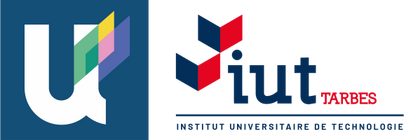 u
iut
TARBES
INSTITUT UNIVERSITAIRE DE TECHNOLOGIE